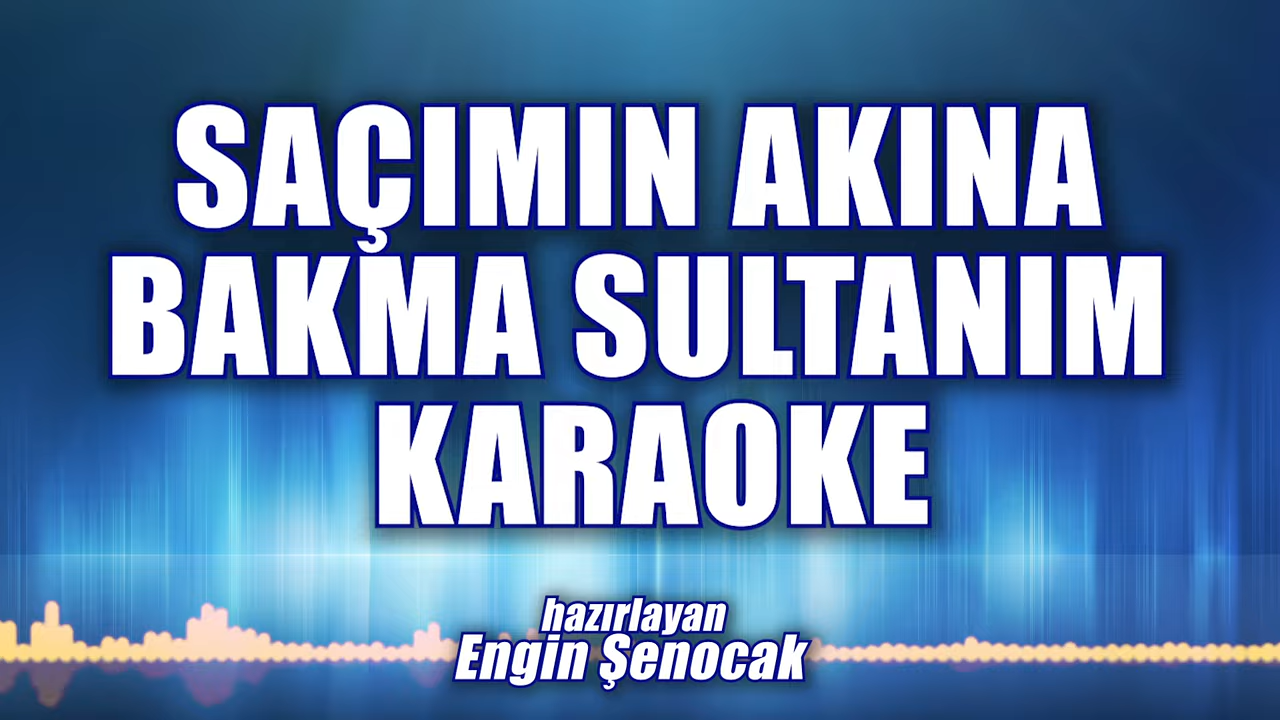 SAÇIMIN AKINA
BAKMA SULTANIM
KARAOKE
hazırlayan
Engin Şenocak